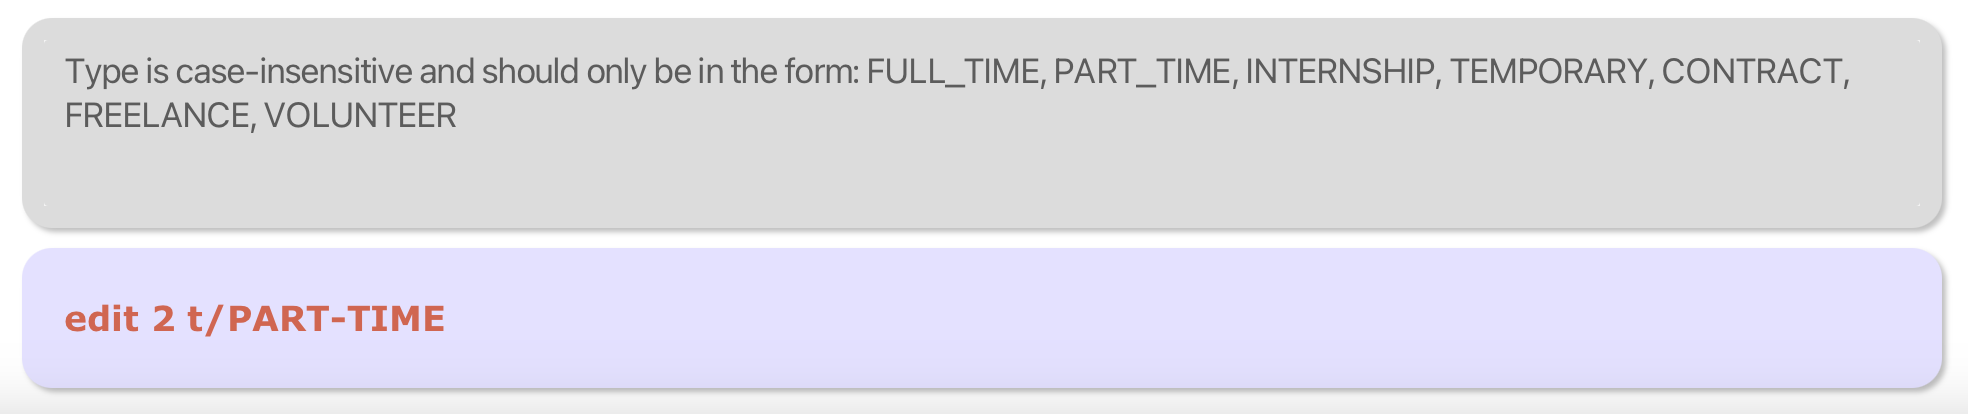 Type is case-insensitive and should only be in the form: FULL_TIME, PART_TIME, INTERNSHIP, TEMPORARY, CONTRACT,
FREELANCE, VOLUNTEER
edit 2 t/PART-TIME